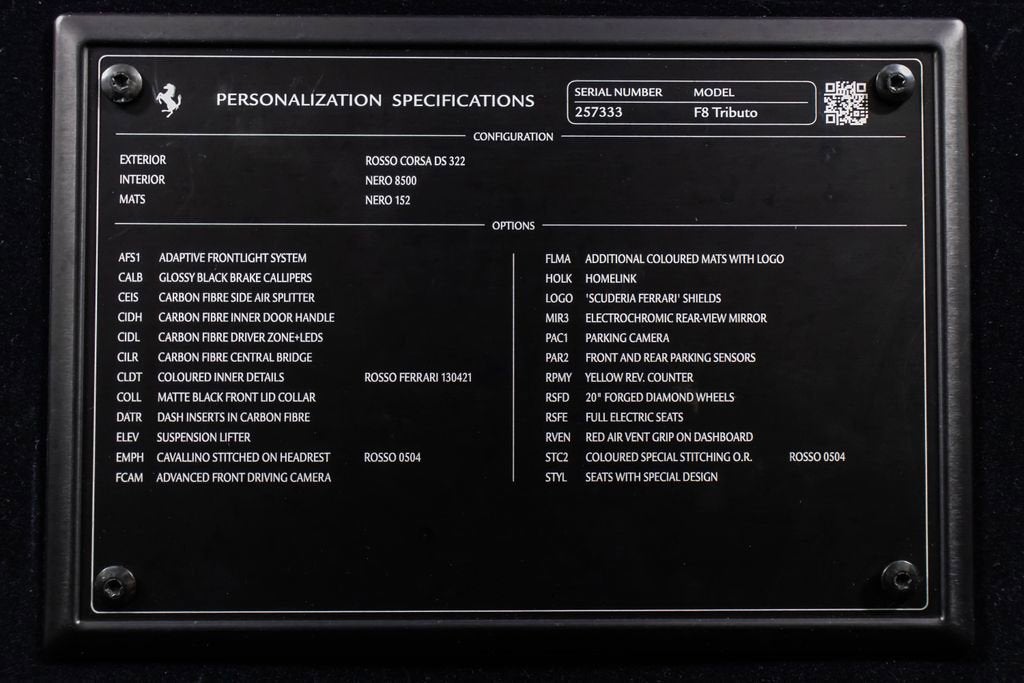 PERSONALIZATION SPECIFICATIONS
SERIAL NUMBER MODEL
257333 F8 Tributo
CONFIGURATION
EXTERIOR ROSSO CORSA DS 322
INTERIOR NERO 8500
MATS NERO 152
OPTIONS
AFS1 ADAPTIVE FRONTLIGHT SYSTEM
CALB GLOSSY BLACK BRAKE CALLIPERS
CEIS CARBON FIBRE SIDE AIR SPLITTER
CIDH CARBON FIBRE INNER DOOR HANDLE
CIDL CARBON FIBRE DRIVER ZONE+LEDS
CILR CARBON FIBRE CENTRAL BRIDGE
CLDT COLOURED INNER DETAILS ROSSO FERRARI 130421
COLL MATTE BLACK FRONT LID COLLAR
DATR DASH INSERTS IN CARBON FIBRE
ELEV SUSPENSION LIFTER
EMPH CAVALLINO STITCHED ON HEADREST ROSSO 0504
FCAM ADVANCED FRONT DRIVING CAMERA
FLMA ADDITIONAL COLOURED MATS WITH LOGO
HOLK HOMELINK
LOGO 'SCUDERIA FERRARI' SHIELDS
MIR3 ELECTROCHROMIC REAR-VIEW MIRROR
PAC1 PARKING CAMERA
PAR2 FRONT AND REAR PARKING SENSORS
RPMY YELLOW REV. COUNTER
RSFD 20" FORGED DIAMOND WHEELS
RSFE FULL ELECTRIC SEATS
RVEN RED AIR VENT GRIP ON DASHBOARD
STC2 COLOURED SPECIAL STITCHING O.R. ROSSO 0504
STYL SEATS WITH SPECIAL DESIGN